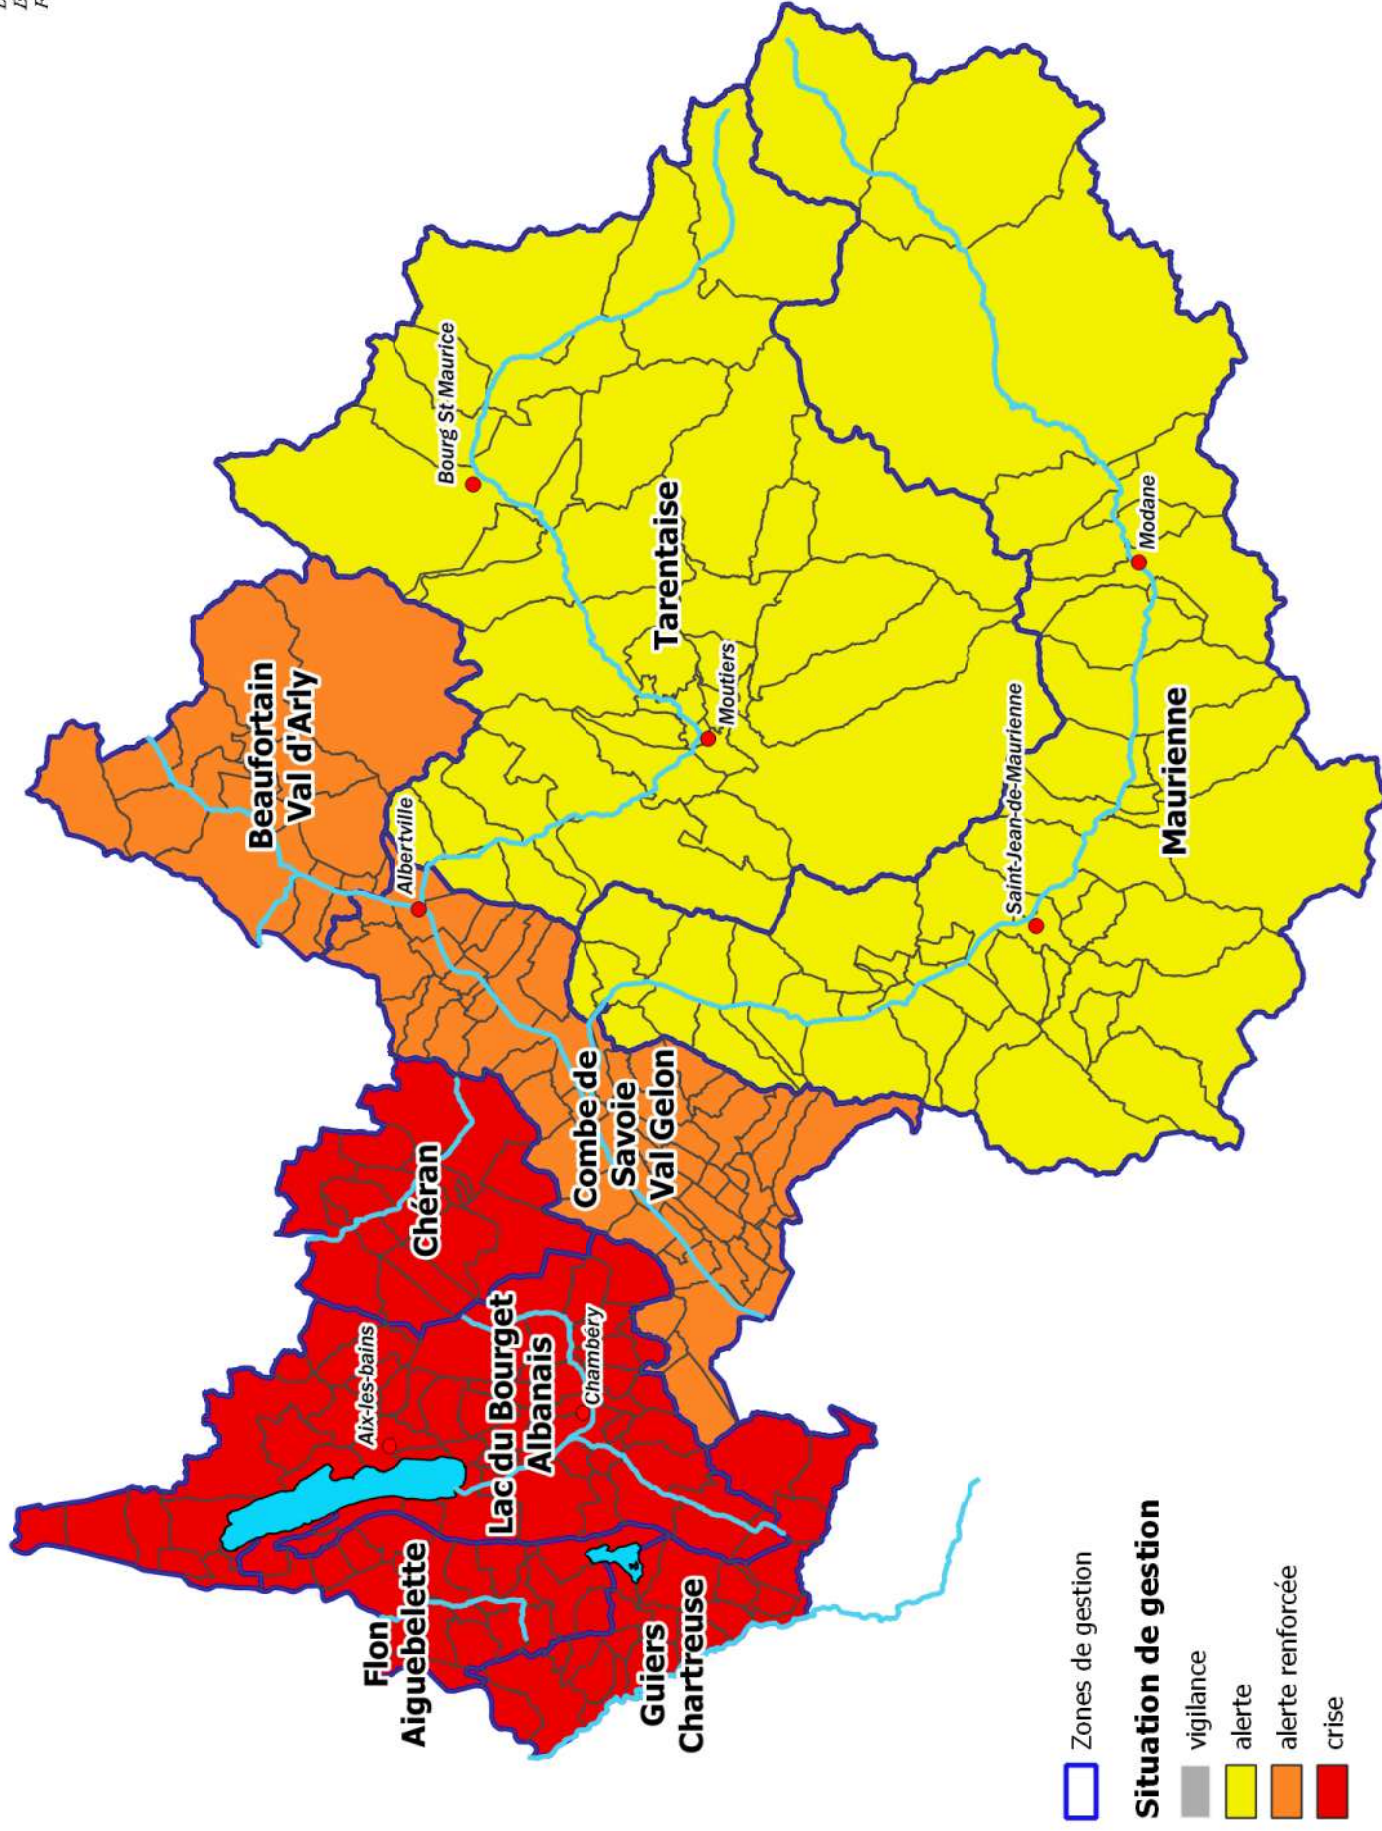 Beaufortain
Val d'Arly
Albertville
Bourg St Maurice
Tarentaise
Moutiers
Chéran
Combe de
Savoie
Val Gelon
Aix-les-bains
Lac du Bourget
Albanais
Chambéry
Flon
Aiguebelette
Guiers
Chartreuse
Saint-Jean-de-Maurienne
Modane
Maurienne
Zones de gestion
Situation de gestion
vigilance
alerte
alerte renforcée
crise